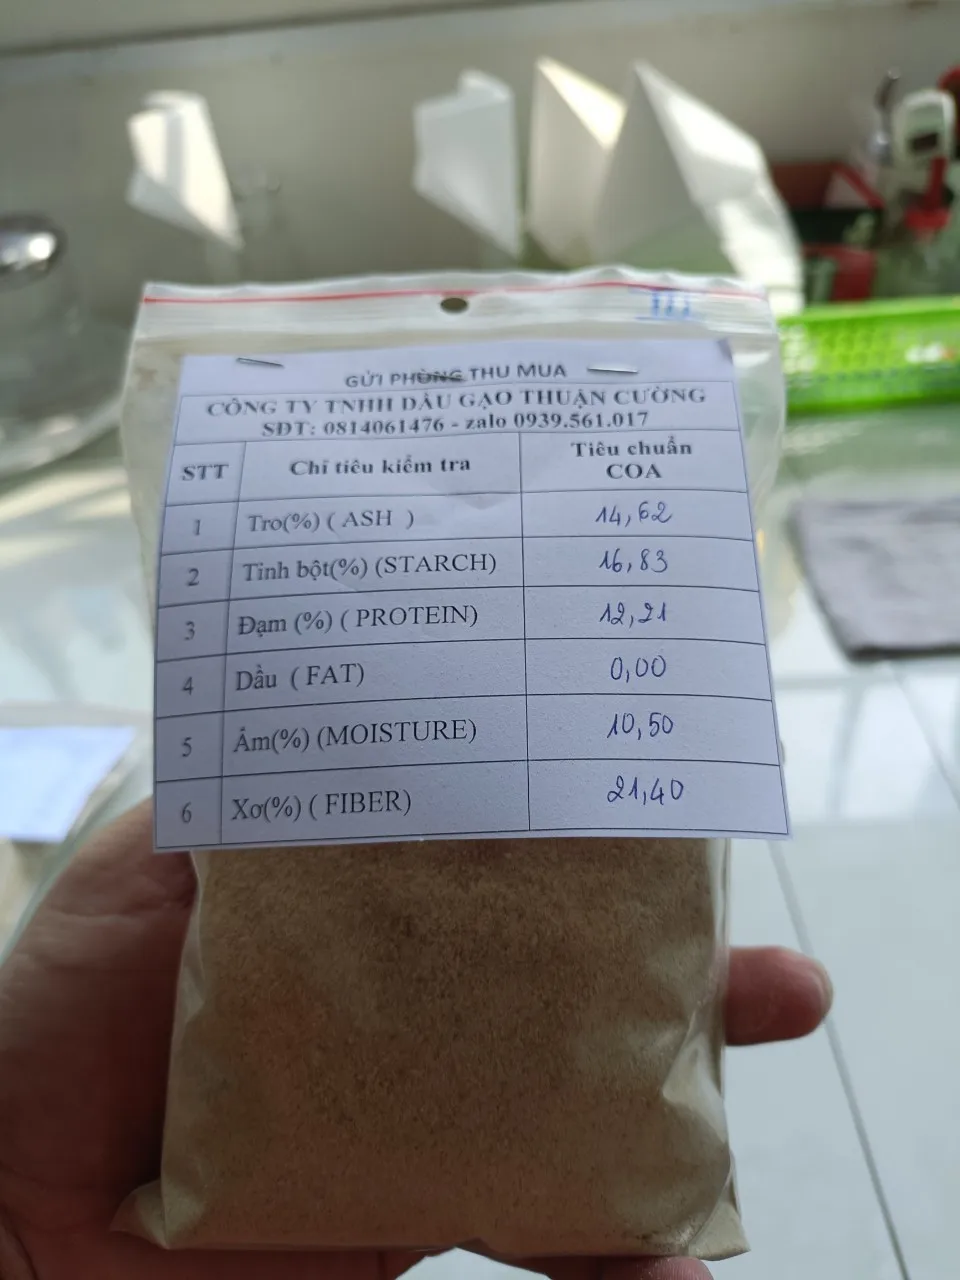 GỬI PHÒNG THU MUA
CÔNG TY TNHH DẦU GẠO THUẬN CƯỜNG
SĐT: 0814061476 - zalo 0939.561.017
STT Chỉ tiêu kiểm tra Tiêu chuẩn COA
1 Tro(%) ( ASH ) 14,62
2 Tinh bột(%) (STARCH) 16,83
3 Đạm (%) ( PROTEIN) 12,21
4 Dầu ( FAT) 0,00
5 Ẩm(%) (MOISTURE) 10,50
6 Xơ(%) ( FIBER) 21,40